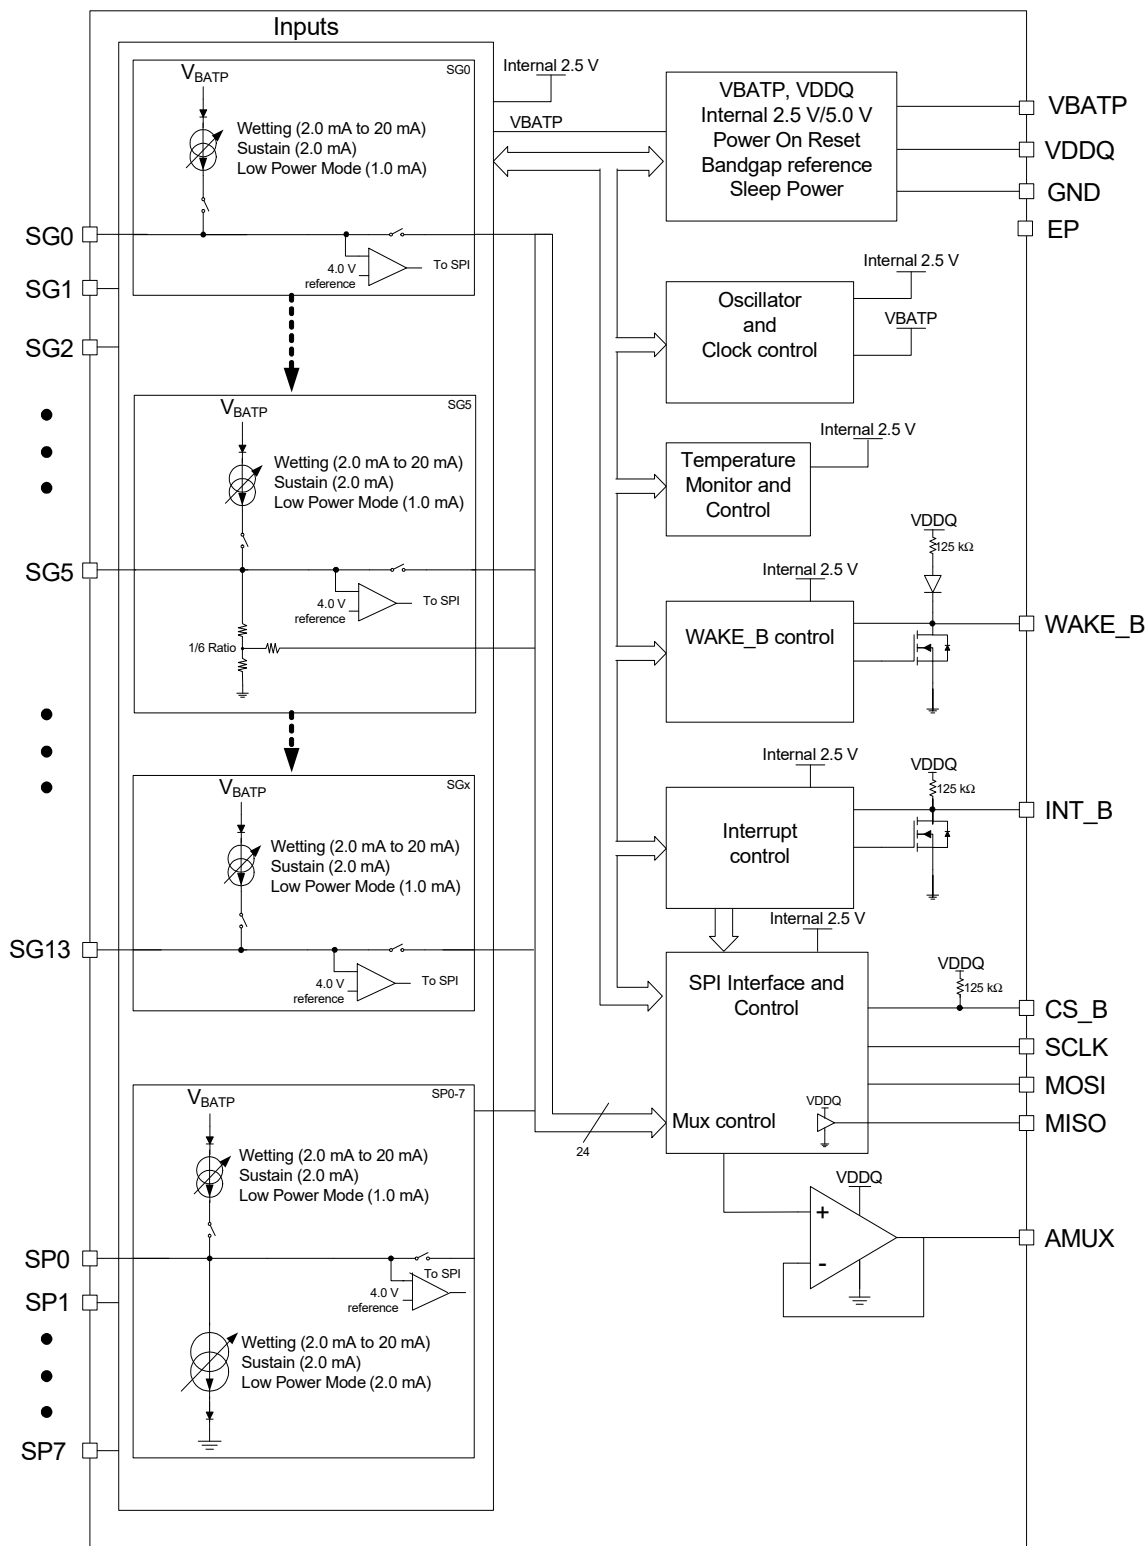 Inputs
SG0
VBATP
Wetting (2.0 mA to 20 mA)
Sustain (2.0 mA)
Low Power Mode (1.0 mA)
To SPI
4.0 V
reference
SG0
SG1
SG2
SG5
VBATP
Wetting (2.0 mA to 20 mA)
Sustain (2.0 mA)
Low Power Mode (1.0 mA)
SG5
To SPI
4.0 V
reference
1/6 Ratio
SGx
VBATP
Wetting (2.0 mA to 20 mA)
Sustain (2.0 mA)
Low Power Mode (1.0 mA)
SG13
To SPI
4.0 V
reference
SP0-7
VBATP
Wetting (2.0 mA to 20 mA)
Sustain (2.0 mA)
Low Power Mode (1.0 mA)
SP0
To SPI
4.0 V
reference
SP1
Wetting (2.0 mA to 20 mA)
Sustain (2.0 mA)
Low Power Mode (2.0 mA)
SP7
Internal 2.5 V
VBATP
VBATP, VDDQ
Internal 2.5 V/5.0 V
Power On Reset
Bandgap reference
Sleep Power
VBATP
VDDQ
GND
EP
Internal 2.5 V
Oscillator
and
Clock control
VBATP
Internal 2.5 V
Temperature
Monitor and
Control
VDDQ
125 kΩ
Internal 2.5 V
WAKE_B control
WAKE_B
Internal 2.5 V
VDDQ
125 kΩ
Interrupt
control
INT_B
Internal 2.5 V
SPI Interface and
Control
VDDQ
125 kΩ
CS_B
SCLK
MOSI
VDDQ
Mux control
MISO
24
VDDQ
+
-
AMUX